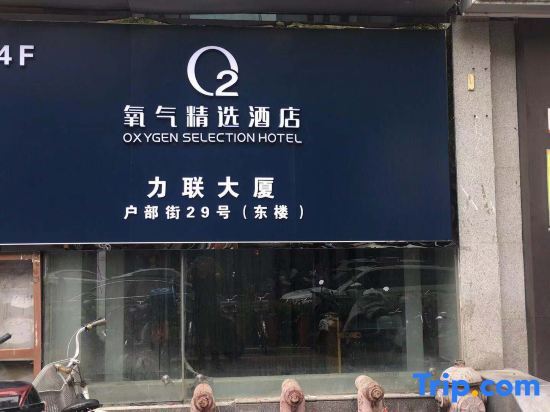 4F
O2
氧气精选酒店
OXYGEN SELECTION HOTEL
力联大厦
户部街29号(东楼)
Trip.com